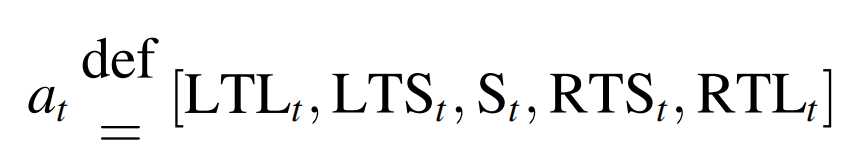 a_t def= [LTL_t, LTS_t, S_t, RTS_t, RTL_t]